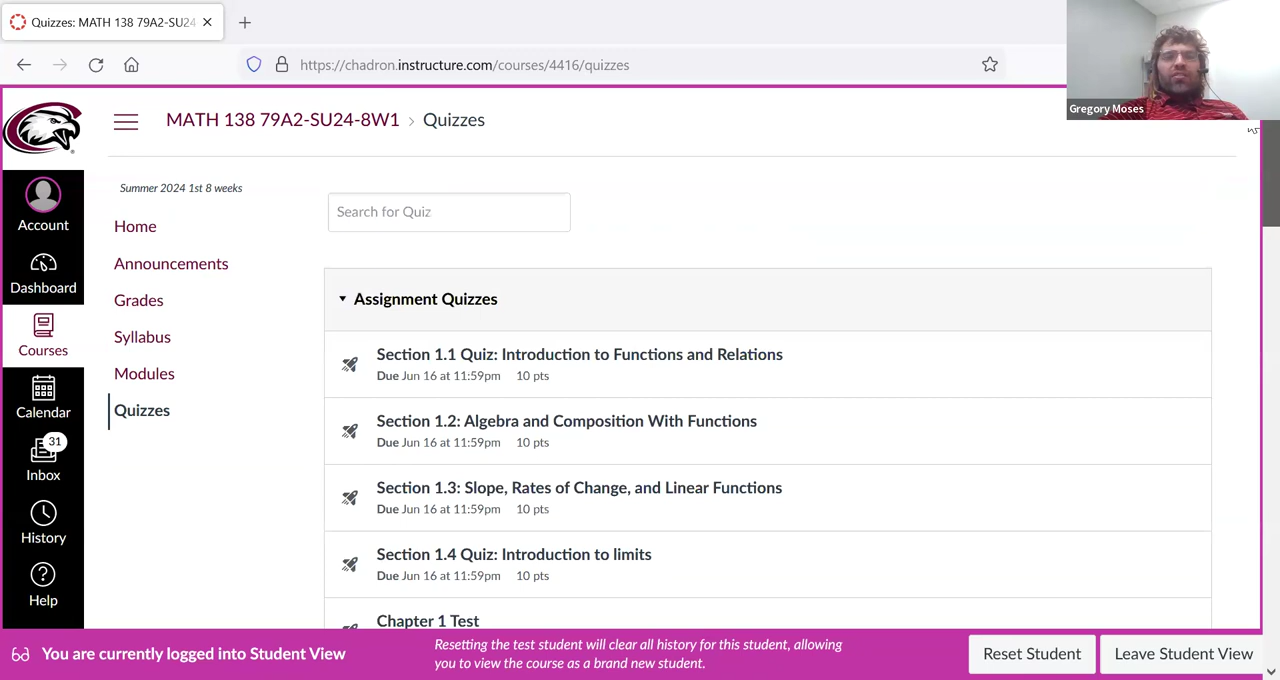 Quizzes: MATH 138 79A2-SU24
https://chadron.instructure.com/courses/4416/quizzes
Gregory Moses
MATH 138 79A2-SU24-8W1 > Quizzes
Summer 2024 1st 8 weeks
Account
Dashboard
Courses
Calendar
31
Inbox
History
Help
Home
Announcements
Grades
Syllabus
Modules
Quizzes
Search for Quiz
Assignment Quizzes
Section 1.1 Quiz: Introduction to Functions and Relations
Due Jun 16 at 11:59pm 10 pts
Section 1.2: Algebra and Composition With Functions
Due Jun 16 at 11:59pm 10 pts
Section 1.3: Slope, Rates of Change, and Linear Functions
Due Jun 16 at 11:59pm 10 pts
Section 1.4 Quiz: Introduction to limits
Due Jun 16 at 11:59pm 10 pts
Chapter 1 Test
You are currently logged into Student View
Resetting the test student will clear all history for this student, allowing
you to view the course as a brand new student.
Reset Student
Leave Student View